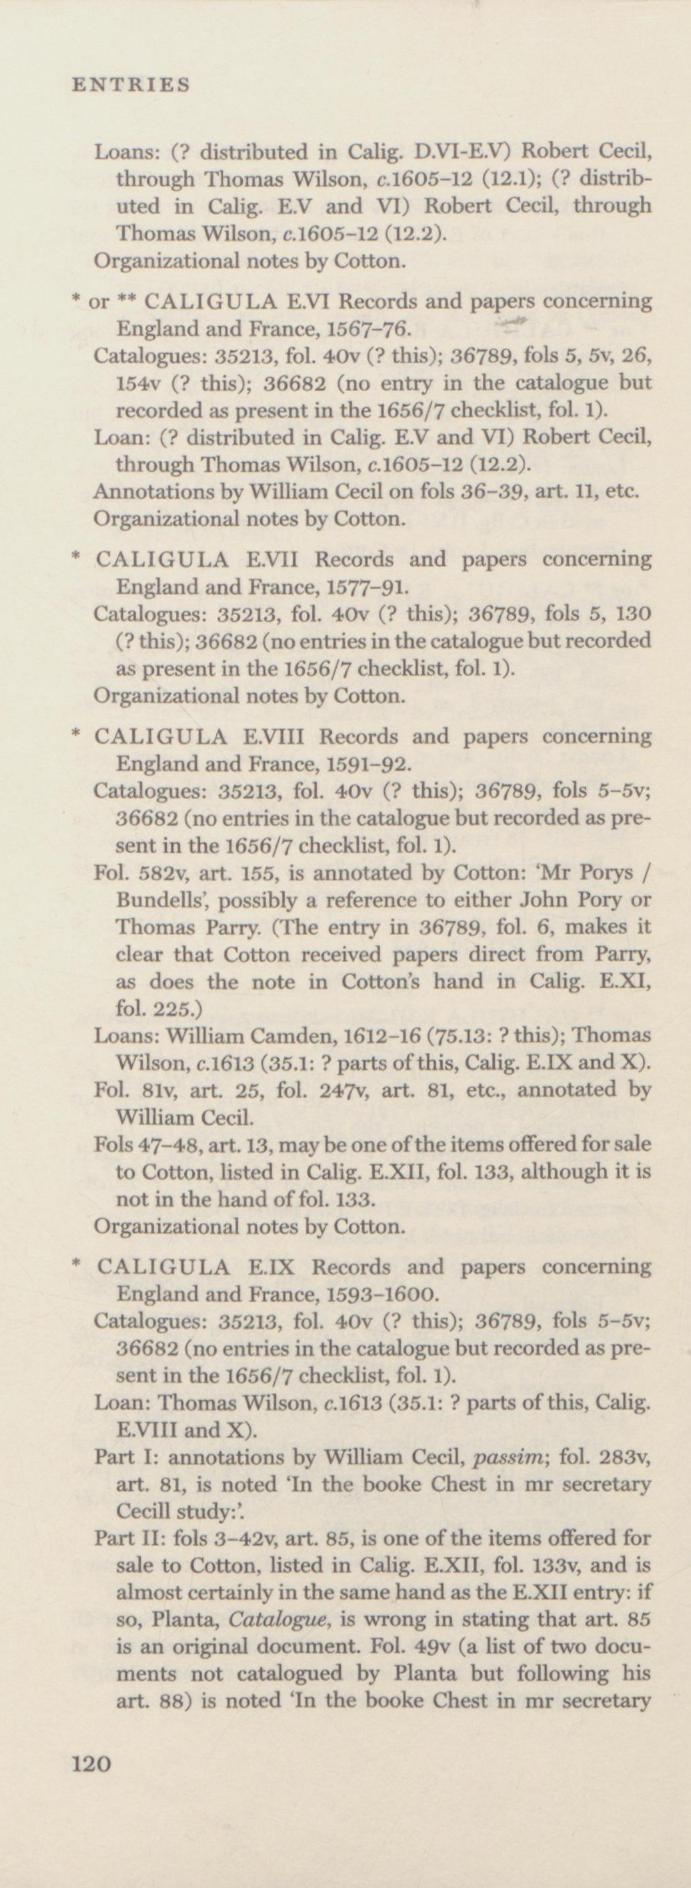 ENTRIES
Loans: (? distributed in Calig. D.VI-E.V) Robert Cecil,
through Thomas Wilson, c.1605–12 (12.1); (? distrib-
uted in Calig. E.V and VI) Robert Cecil, through
Thomas Wilson, c.1605–12 (12.2).
Organizational notes by Cotton.
* or ** CALIGULA E.VI Records and papers concerning
England and France, 1567–76.
Catalogues: 35213, fol. 40v (? this); 36789, fols 5, 5v, 26,
154v (? this); 36682 (no entry in the catalogue but
recorded as present in the 1656/7 checklist, fol. 1).
Loan: (? distributed in Calig. E.V and VI) Robert Cecil,
through Thomas Wilson, c.1605–12 (12.2).
Annotations by William Cecil on fols 36–39, art. 11, etc.
Organizational notes by Cotton.
* CALIGULA E.VII Records and papers concerning
England and France, 1577–91.
Catalogues: 35213, fol. 40v (? this); 36789, fols 5, 130
(? this); 36682 (no entries in the catalogue but recorded
as present in the 1656/7 checklist, fol. 1).
Organizational notes by Cotton.
* CALIGULA E.VIII Records and papers concerning
England and France, 1591–92.
Catalogues: 35213, fol. 40v (? this); 36789, fols 5–5v;
36682 (no entries in the catalogue but recorded as pre-
sent in the 1656/7 checklist, fol. 1).
Fol. 582v, art. 155, is annotated by Cotton: ‘Mr Porys /
Bundells’, possibly a reference to either John Pory or
Thomas Parry. (The entry in 36789, fol. 6, makes it
clear that Cotton received papers direct from Parry,
as does the note in Cotton’s hand in Calig. E.XI,
fol. 225.)
Loans: William Camden, 1612–16 (75.13: ? this); Thomas
Wilson, c.1613 (35.1: ? parts of this, Calig. E.IX and X).
Fol. 81v, art. 25, fol. 247v, art. 81, etc., annotated by
William Cecil.
Fols 47–48, art. 13, may be one of the items offered for sale
to Cotton, listed in Calig. E.XII, fol. 133, although it is
not in the hand of fol. 133.
Organizational notes by Cotton.
* CALIGULA E.IX Records and papers concerning
England and France, 1593–1600.
Catalogues: 35213, fol. 40v (? this); 36789, fols 5–5v;
36682 (no entries in the catalogue but recorded as pre-
sent in the 1656/7 checklist, fol. 1).
Loan: Thomas Wilson, c.1613 (35.1: ? parts of this, Calig.
E.VIII and X).
Part I: annotations by William Cecil, passim; fol. 283v,
art. 81, is noted ‘In the booke Chest in mr secretary
Cecill study:’.
Part II: fols 3–42v, art. 85, is one of the items offered for
sale to Cotton, listed in Calig. E.XII, fol. 133v, and is
almost certainly in the same hand as the E.XII entry: if
so, Planta, Catalogue, is wrong in stating that art. 85
is an original document. Fol. 49v (a list of two docu-
ments not catalogued by Planta but following his
art. 88) is noted ‘In the booke Chest in mr secretary
120